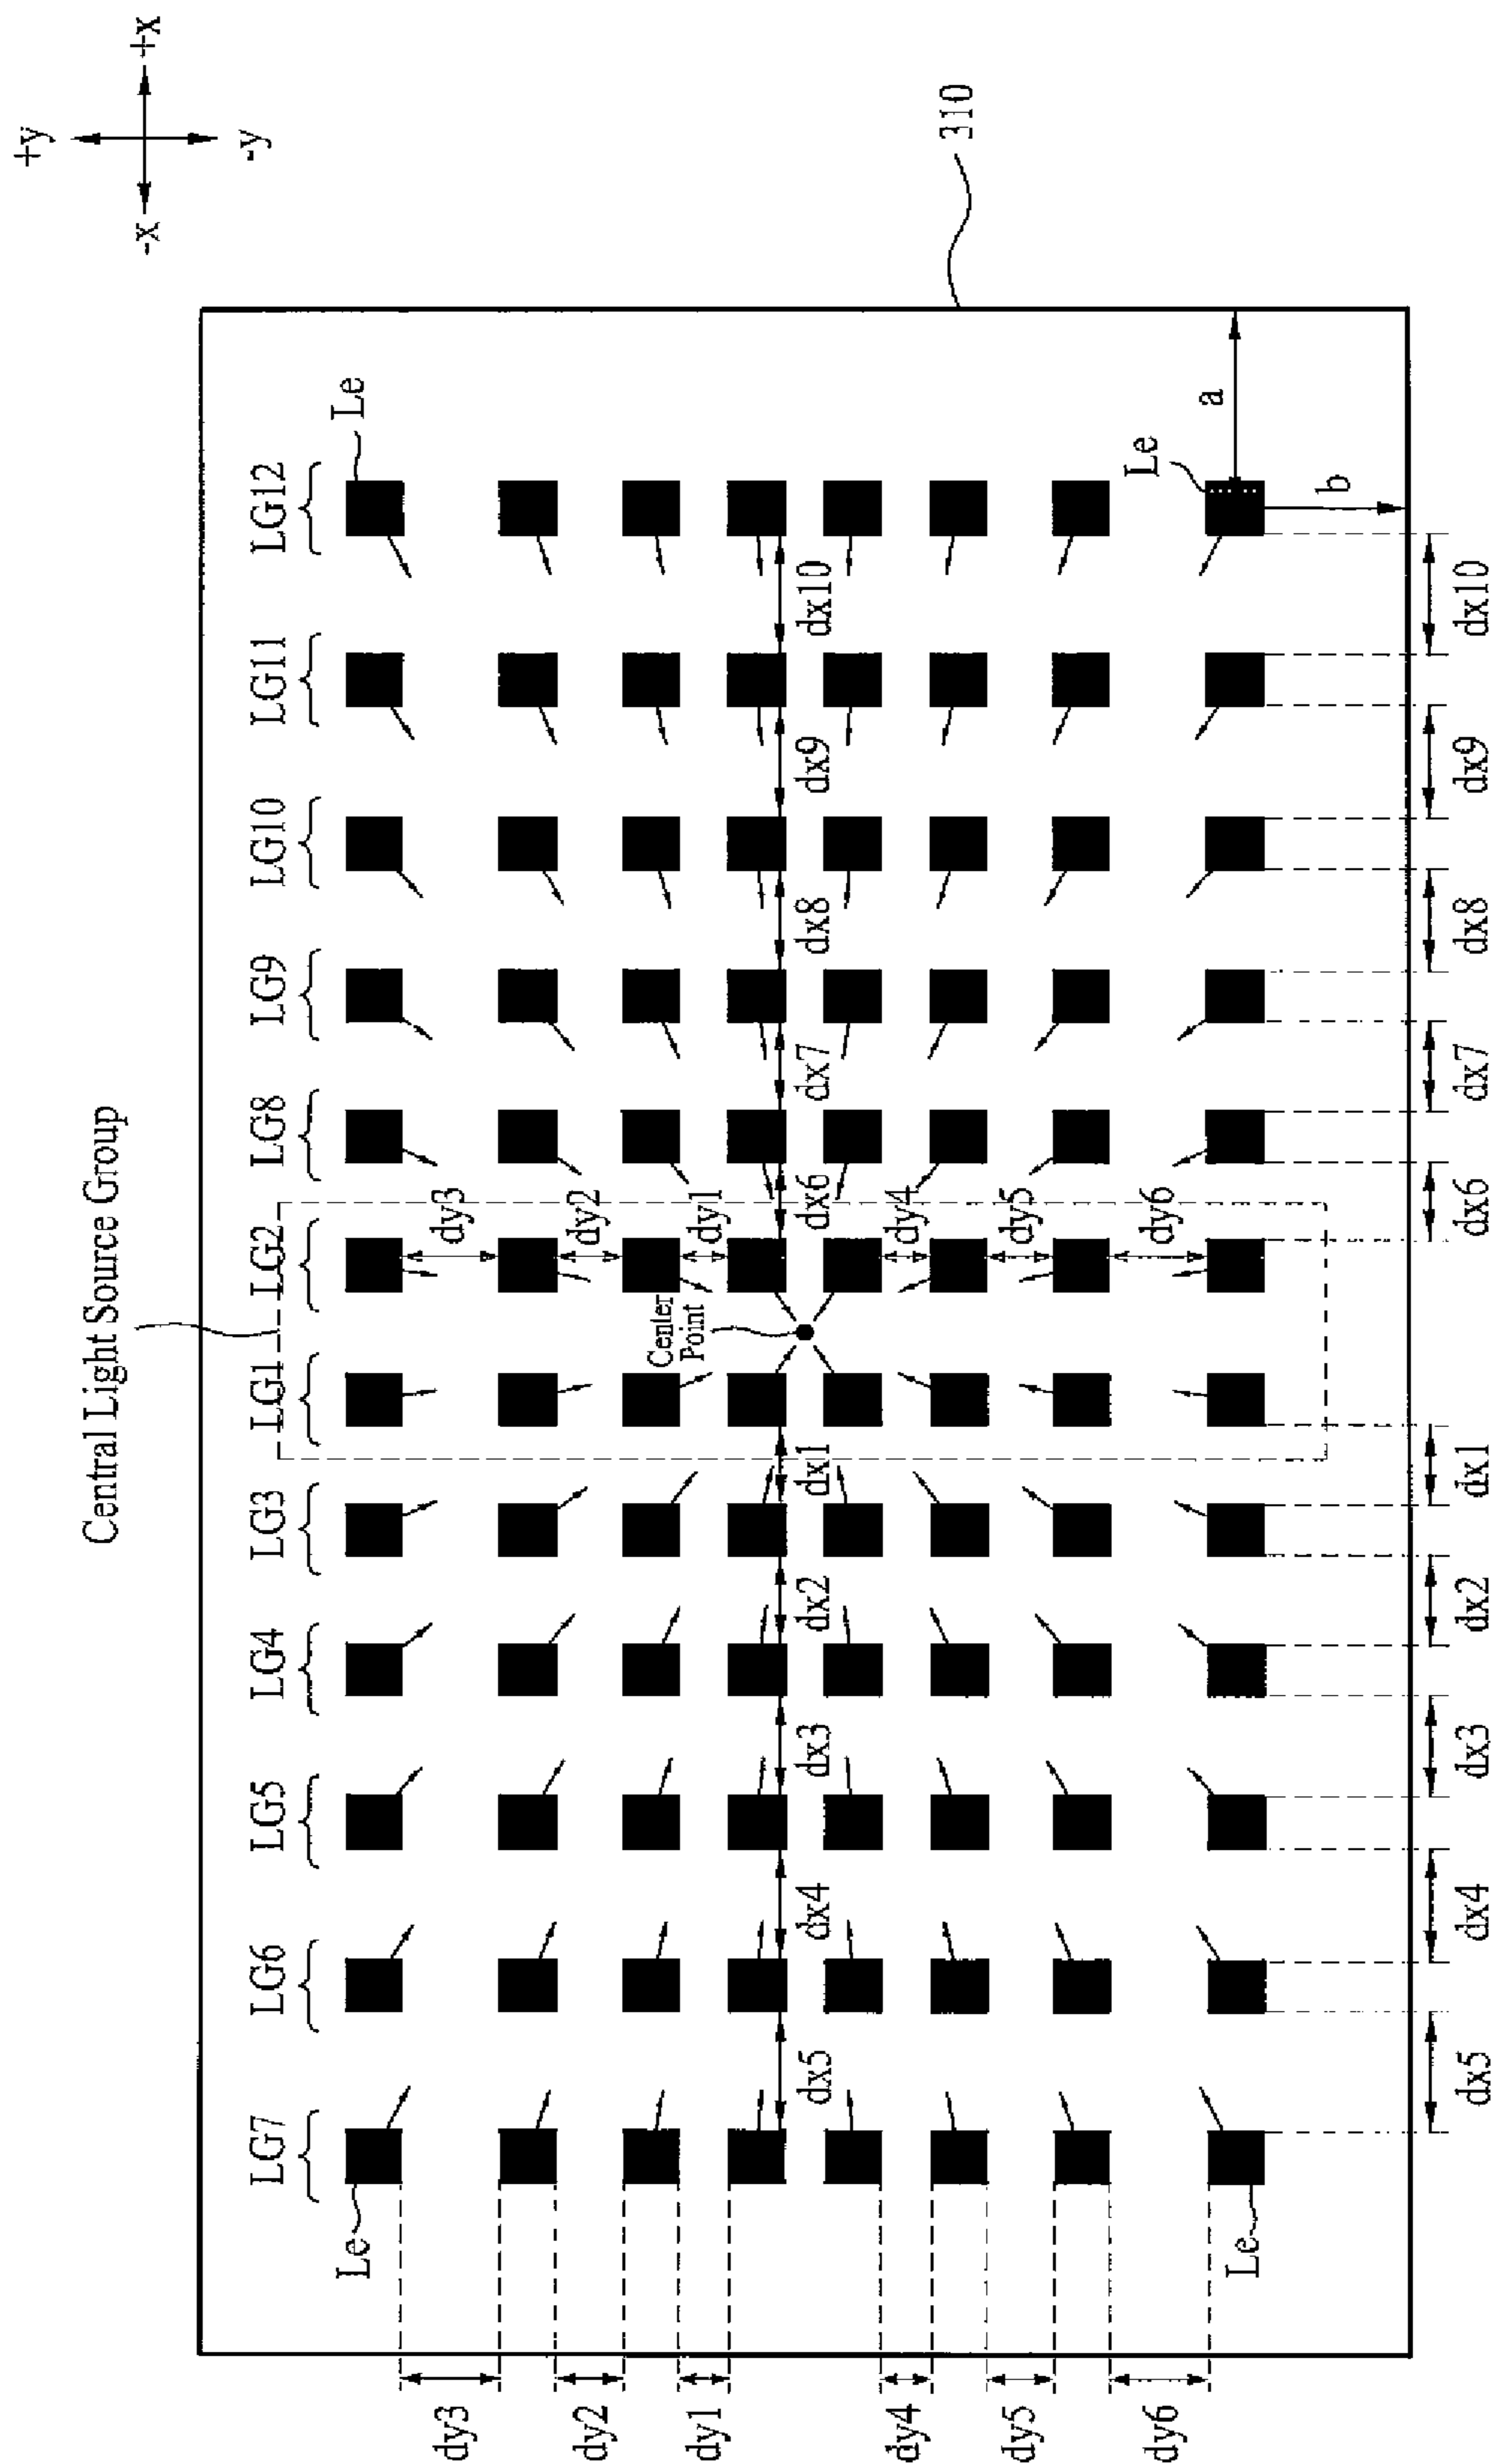 +y
-x
+x
-y
Central Light Source Group
310
LG7
LG6
LG5
LG4
LG3
LG1
LG2
LG8
LG9
LG10
LG11
LG12
Le
Le
dy3
dy3
dy2
dy2
dy1
dy1
Center
Point
dx5
dx4
dx3
dx2
dx1
dx6
dx7
dx8
dx9
dx10
dy4
dy4
dy5
dy5
dy6
dy6
Le
Le
a
b
dx5
dx4
dx3
dx2
dx1
dx6
dx7
dx8
dx9
dx10